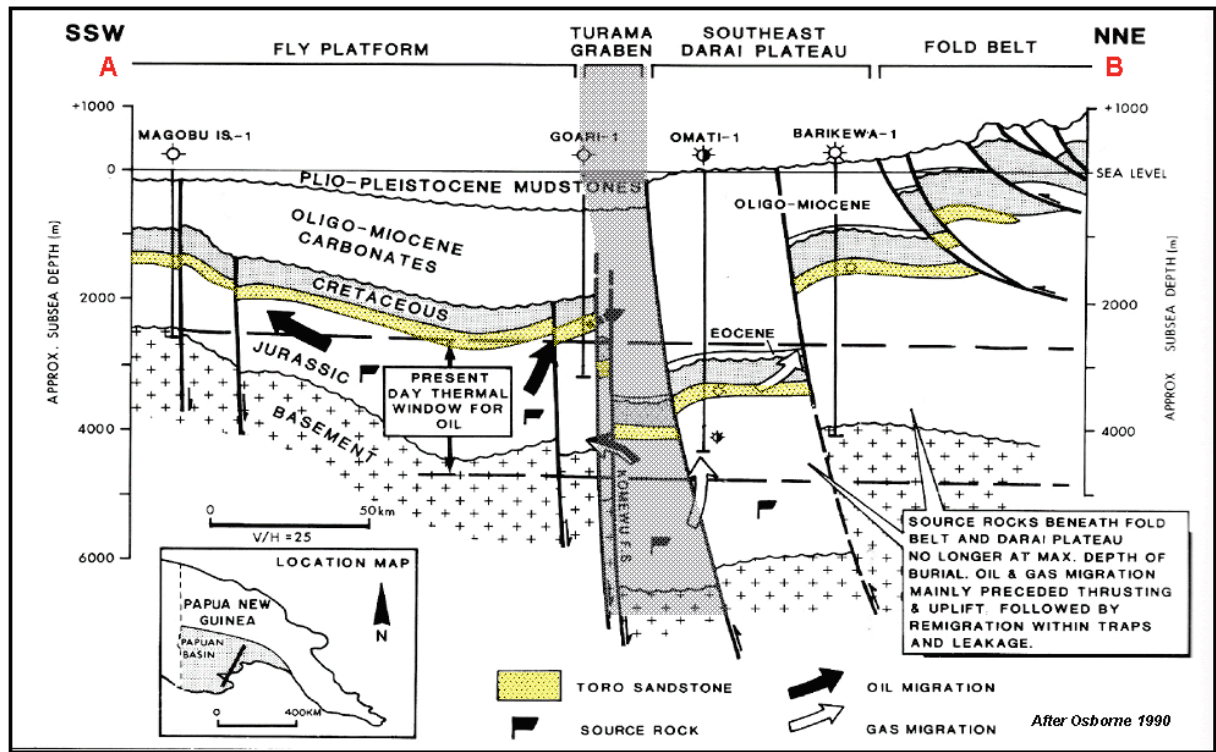 SSW
A
FLY PLATFORM
TURAMA
GRABEN
SOUTHEAST
DARAI PLATEAU
FOLD BELT
NNE
B
+1000
0
2000
4000
6000
APPROX. SUBSEA DEPTH [m]
MAGOBU IS.-1
GOARI-1
OMATI-1
BARIKEWA-1
+1000
SEA LEVEL
2000
4000
APPROX. SUBSEA DEPTH [m]
PLIO-PLEISTOCENE MUDSTONES
OLIGO-MIOCENE
CARBONATES
OLIGO-MIOCENE
CRETACEOUS
EOCENE
JURASSIC
BASEMENT
PRESENT
DAY THERMAL
WINDOW FOR
OIL
KOMEWU F.S
0 50km
V/H =25
SOURCE ROCKS BENEATH FOLD
BELT AND DARAI PLATEAU
NO LONGER AT MAX. DEPTH OF
BURIAL. OIL & GAS MIGRATION
MAINLY PRECEDED THRUSTING
& UPLIFT. FOLLOWED BY
REMIGRATION WITHIN TRAPS
AND LEAKAGE.
LOCATION MAP
PAPUA NEW
GUINEA
PAPUAN
BASIN
N
0 400KM
TORO SANDSTONE
OIL MIGRATION
SOURCE ROCK
GAS MIGRATION
After Osborne 1990